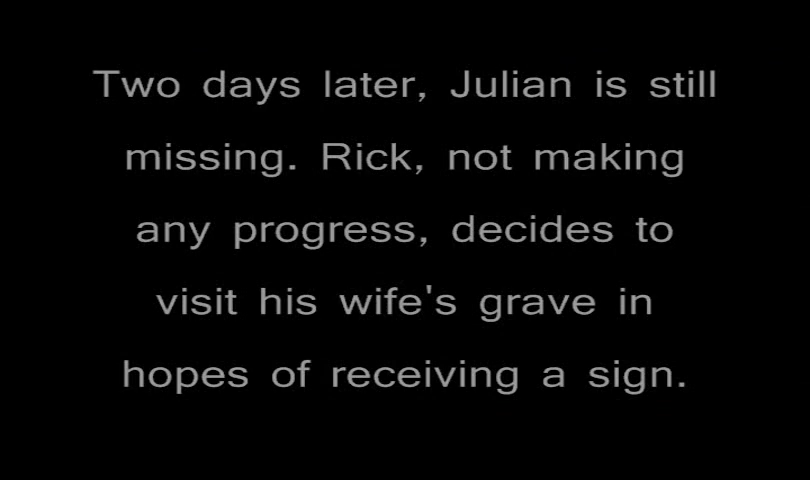 Two days later, Julian is still
missing. Rick, not making
any progress, decides to
visit his wife's grave in
hopes of receiving a sign.